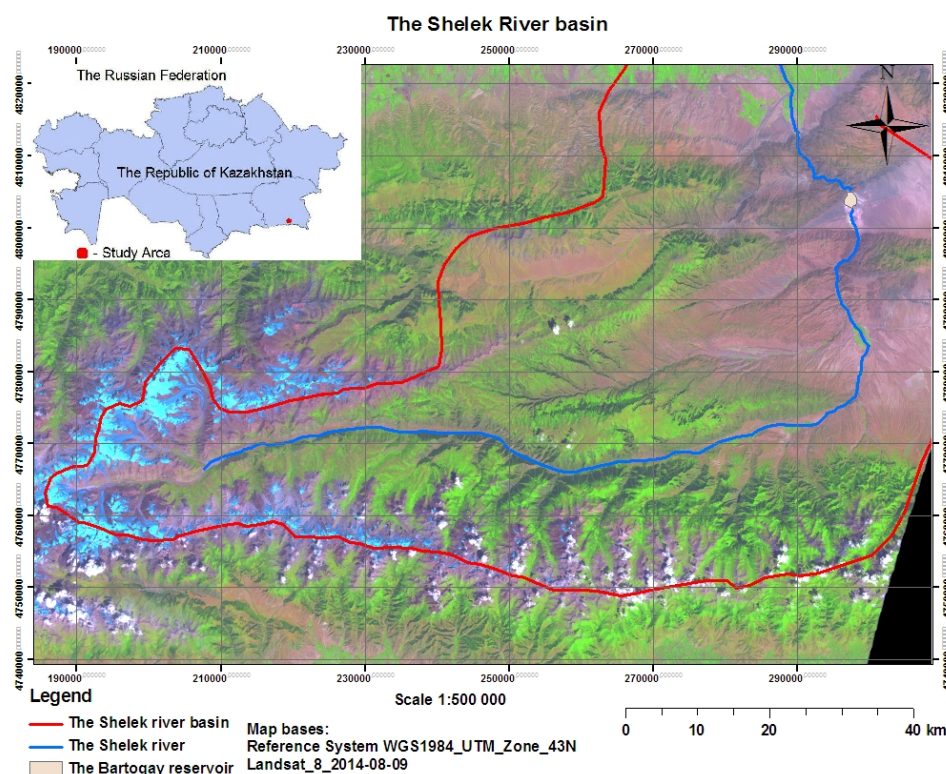 The Shelek River basin
190000 210000 230000 250000 270000 290000
The Russian Federation
The Republic of Kazakhstan
- Study Area
N
4820000
4810000
4800000
4790000
4780000
4770000
4760000
4750000
4740000
190000 210000 230000 250000 270000 290000
Legend
The Shelek river basin
The Shelek river
The Bartogay reservoir
Scale 1:500 000
Map bases:
Reference System WGS1984_UTM_Zone_43N
Landsat_8_2014-08-09
0 10 20 30 40 km